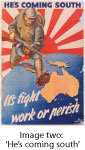 HE'S COMING SOUTH
It's fight
work or perish
Image two:
'He's coming south'